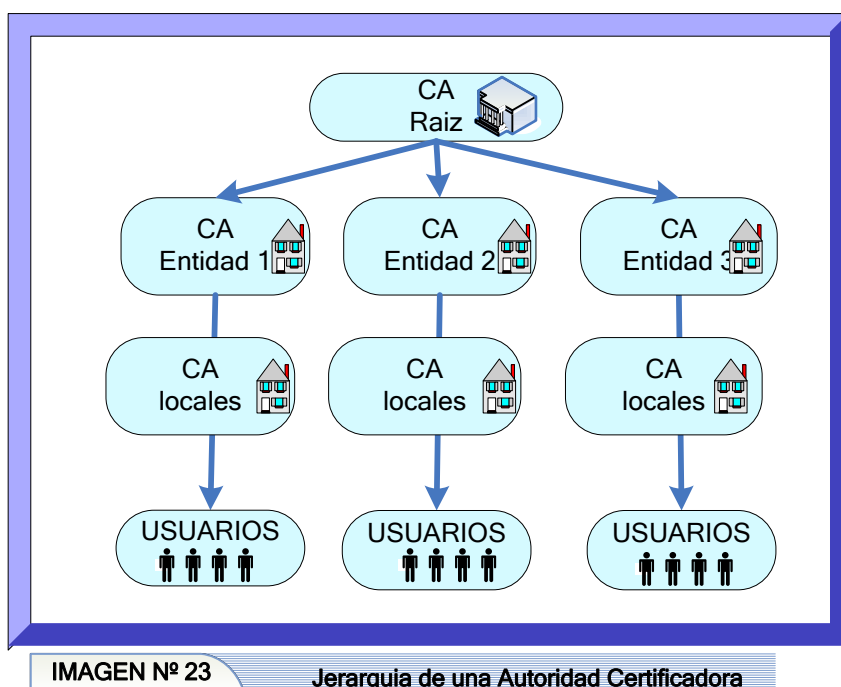 CA
Raiz
CA
Entidad 1
CA
Entidad 2
CA
Entidad 3
CA
locales
CA
locales
CA
locales
USUARIOS
USUARIOS
USUARIOS
IMAGEN Nº 23
Jerarquia de una Autoridad Certificadora